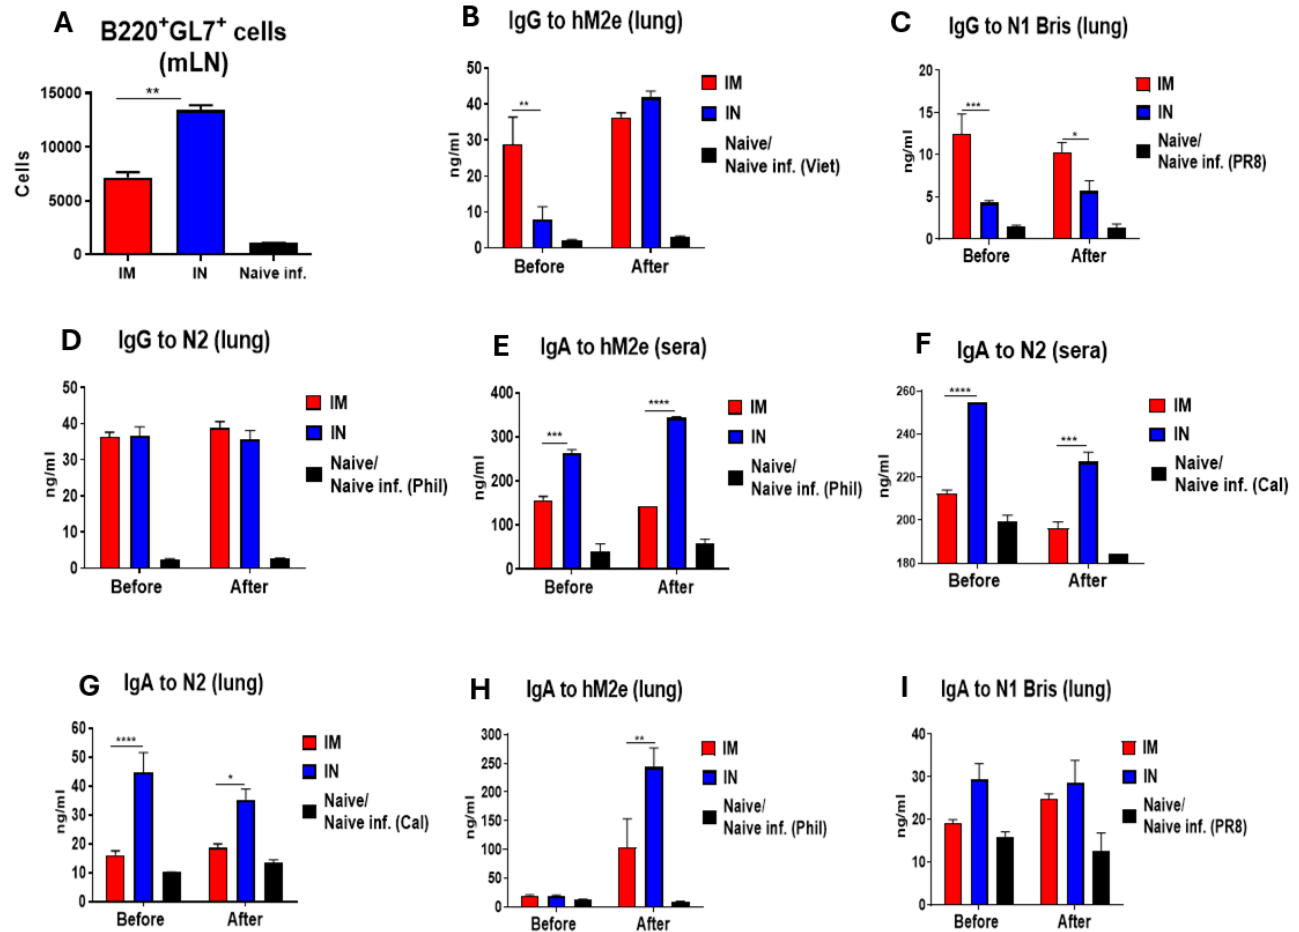 A
B220+GL7+ cells
(mLN)
**
15000
10000
5000
0
Cells
IM
IN
Naive inf.
B
IgG to hM2e (lung)
50
40
30
20
10
0
ng/ml
**
Before
After
IM
IN
Naive/
Naive inf. (Viet)
C
IgG to N1 Bris (lung)
20
15
10
5
0
ng/ml
***
*
Before
After
IM
IN
Naive/
Naive inf. (PR8)
D
IgG to N2 (lung)
50
40
30
20
10
0
ng/ml
Before
After
IM
IN
Naive/
Naive inf. (Phil)
E
IgA to hM2e (sera)
400
300
200
100
0
ng/ml
***
****
Before
After
IM
IN
Naive/
Naive inf. (Phil)
F
IgA to N2 (sera)
260
240
220
200
180
ng/ml
****
***
Before
After
IM
IN
Naive/
Naive inf. (Cal)
G
IgA to N2 (lung)
60
50
40
30
20
10
0
ng/ml
****
*
Before
After
IM
IN
Naive/
Naive inf. (Cal)
H
IgA to hM2e (lung)
300
250
200
150
100
50
0
ng/ml
**
Before
After
IM
IN
Naive/
Naive inf. (Phil)
I
IgA to N1 Bris (lung)
40
30
20
10
0
ng/ml
Before
After
IM
IN
Naive/
Naive inf. (PR8)